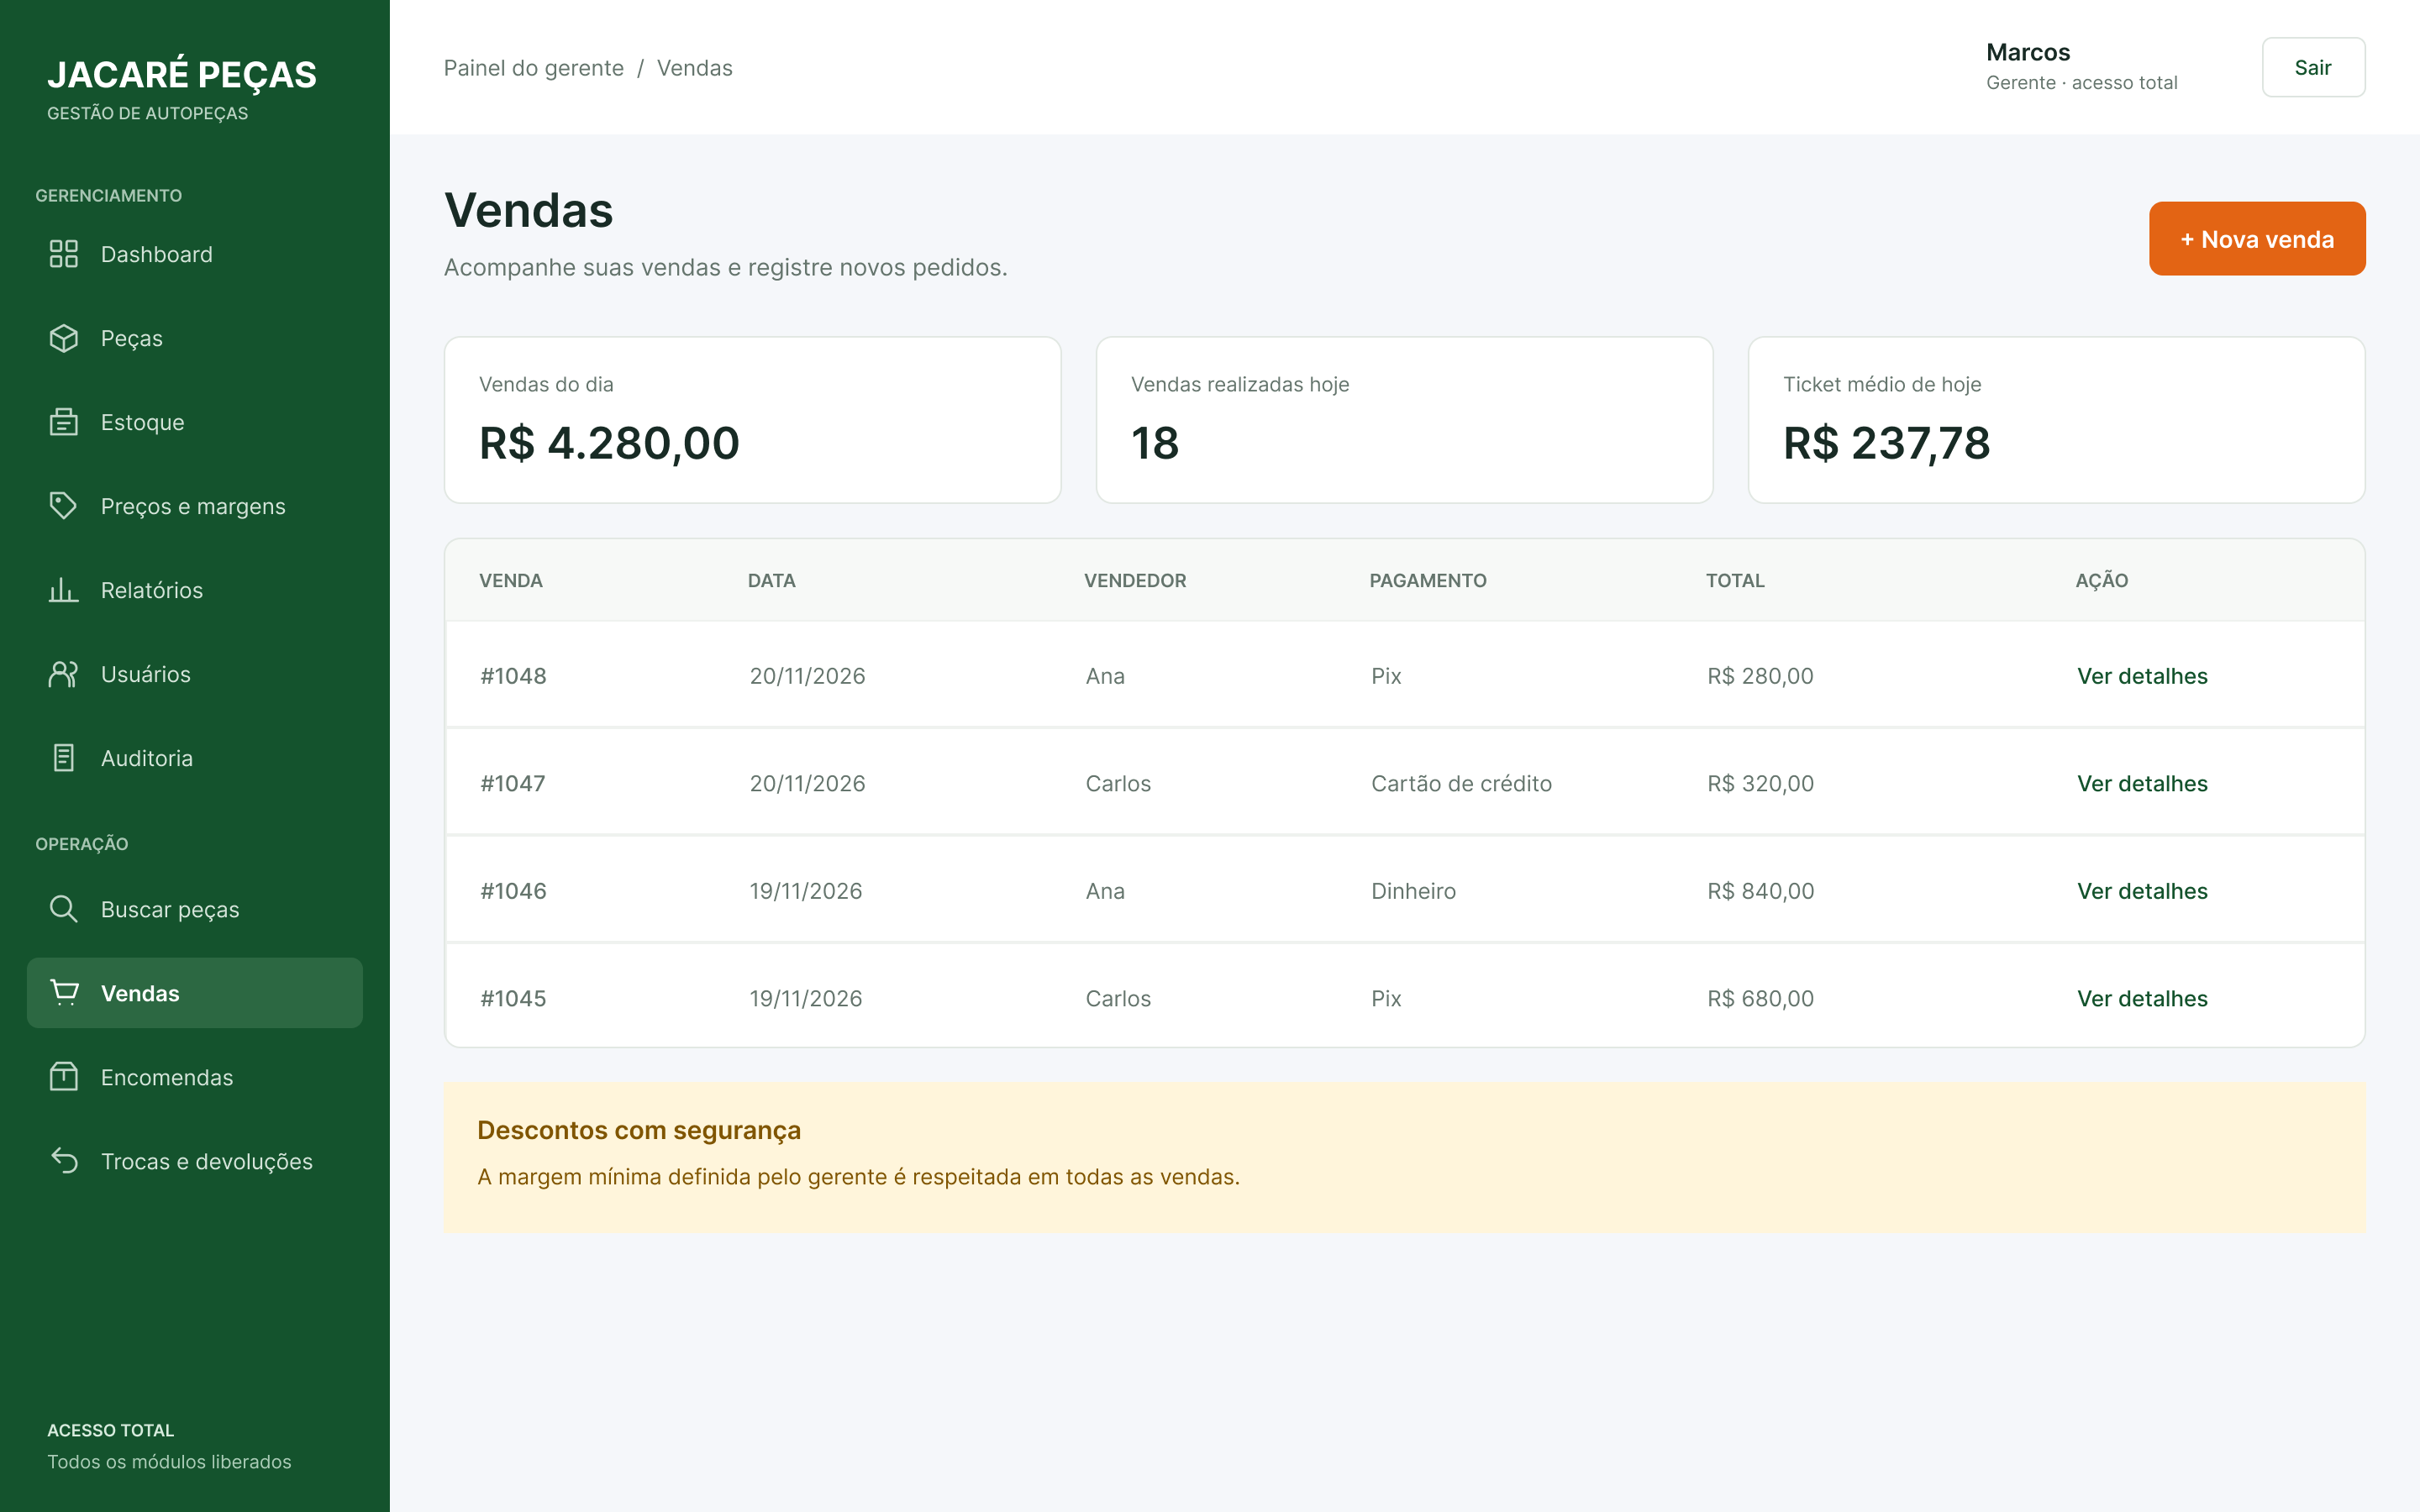 JACARÉ PEÇAS
GESTÃO DE AUTOPEÇAS
GERENCIAMENTO
Dashboard
Peças
Estoque
Preços e margens
Relatórios
Usuários
Auditoria
OPERAÇÃO
Buscar peças
Vendas
Encomendas
Trocas e devoluções
ACESSO TOTAL
Todos os módulos liberados
Painel do gerente / Vendas
Marcos
Gerente · acesso total
Sair
Vendas
Acompanhe suas vendas e registre novos pedidos.
+ Nova venda
Vendas do dia
R$ 4.280,00
Vendas realizadas hoje
18
Ticket médio de hoje
R$ 237,78
VENDA DATA VENDEDOR PAGAMENTO TOTAL AÇÃO
#1048 20/11/2026 Ana Pix R$ 280,00 Ver detalhes
#1047 20/11/2026 Carlos Cartão de crédito R$ 320,00 Ver detalhes
#1046 19/11/2026 Ana Dinheiro R$ 840,00 Ver detalhes
#1045 19/11/2026 Carlos Pix R$ 680,00 Ver detalhes
Descontos com segurança
A margem mínima definida pelo gerente é respeitada em todas as vendas.